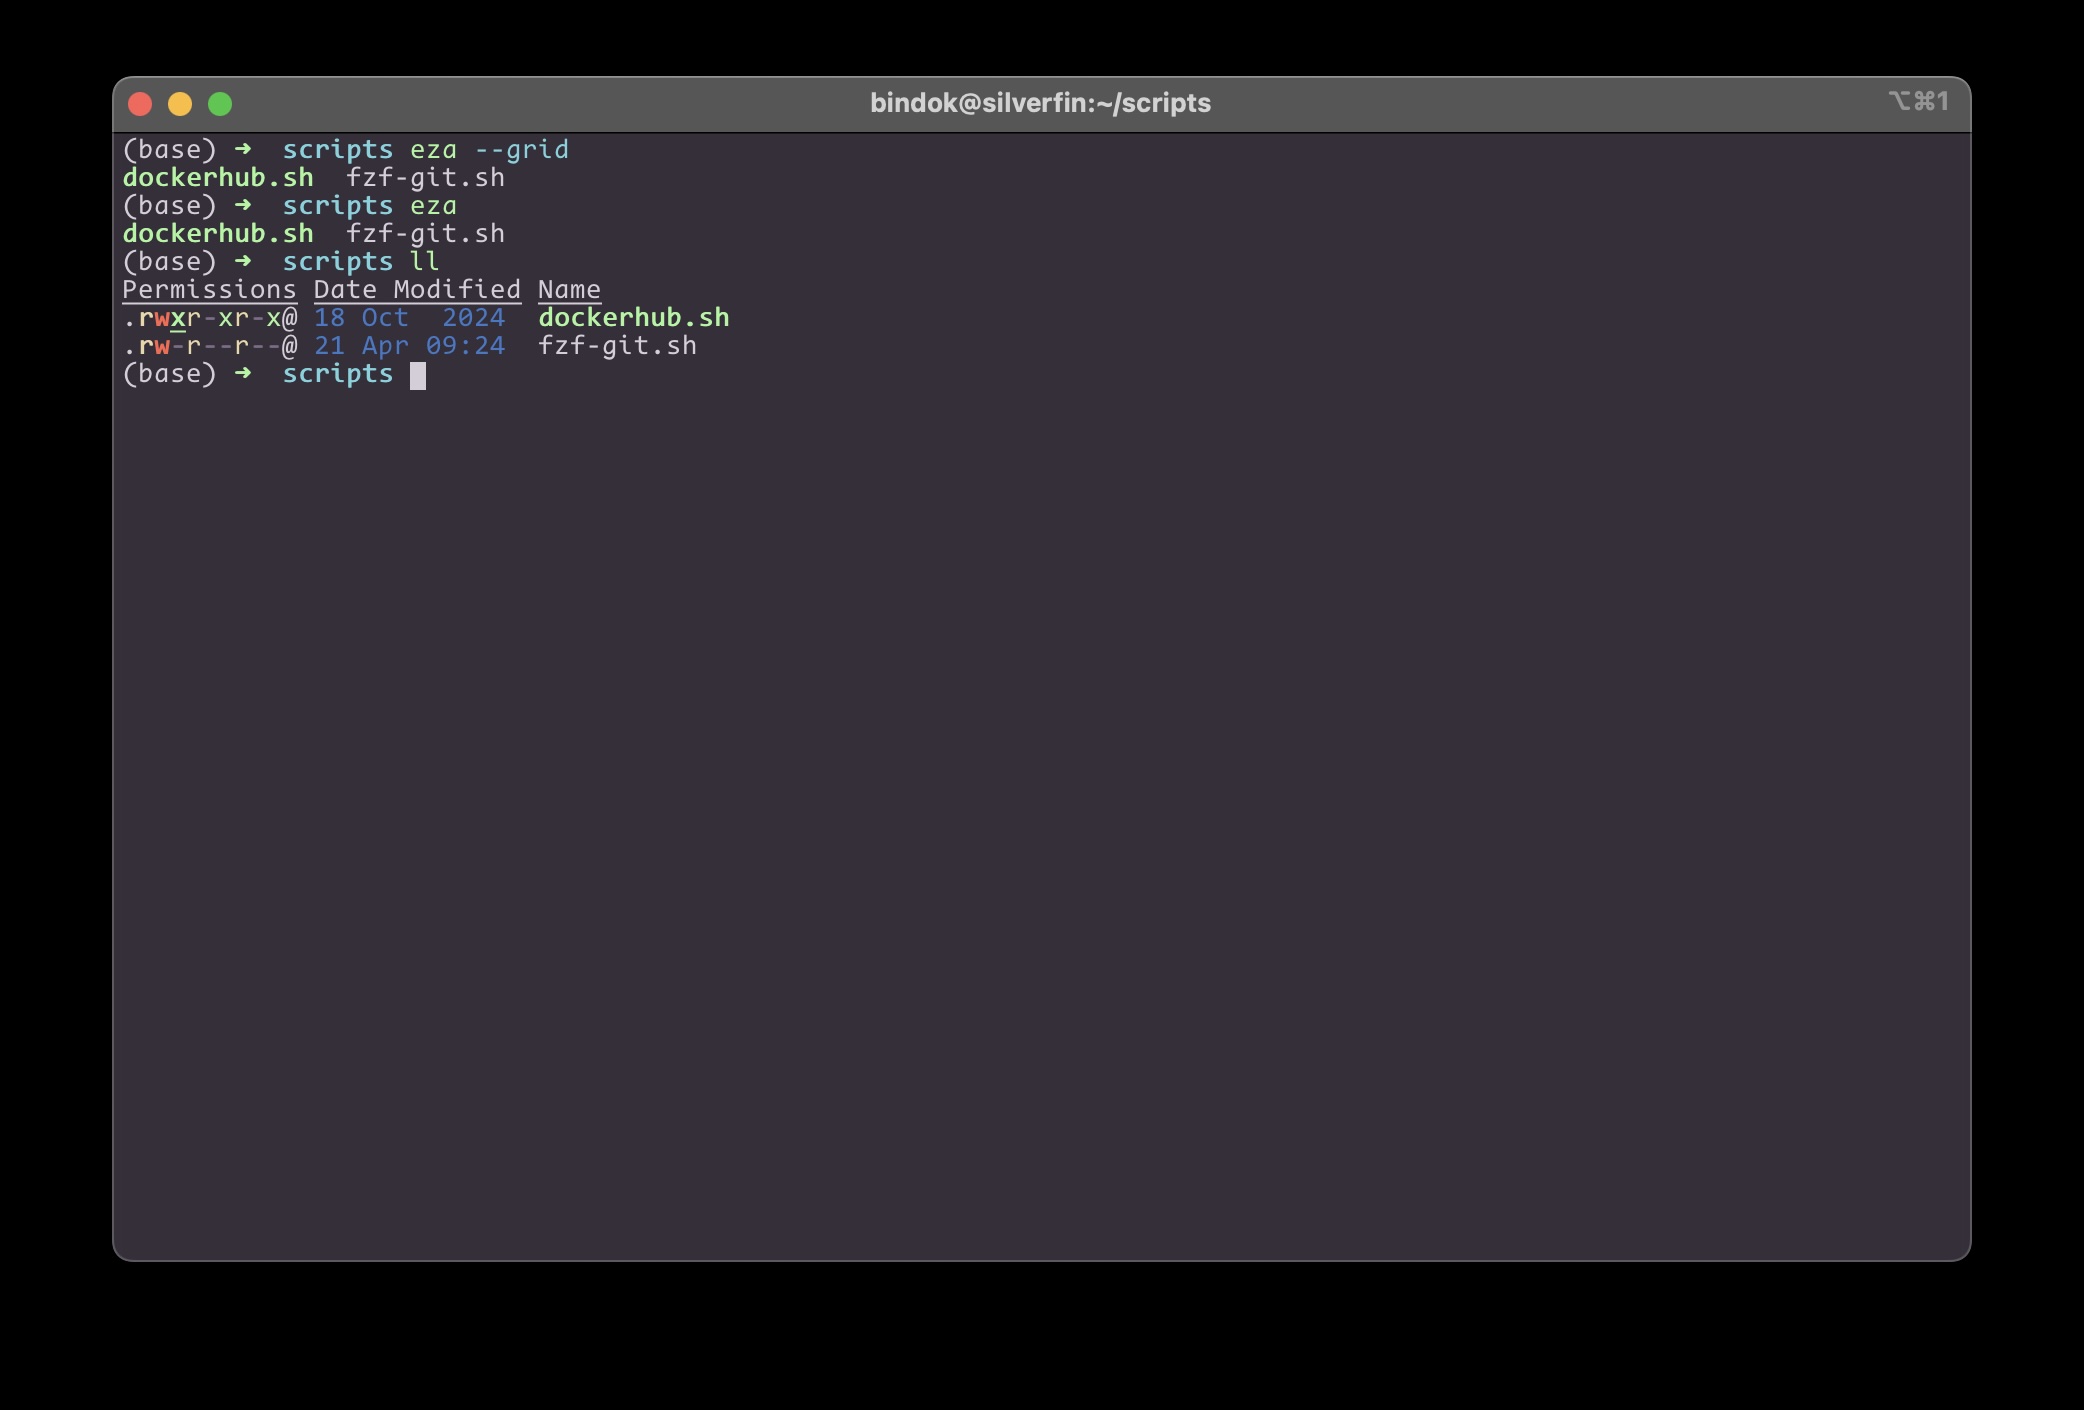 bindok@silverfin:~/scripts ⌥⌘1
(base) ➜  scripts eza --grid
dockerhub.sh  fzf-git.sh
(base) ➜  scripts eza
dockerhub.sh  fzf-git.sh
(base) ➜  scripts ll
Permissions Date Modified Name
.rwxr-xr-x@ 18 Oct  2024  dockerhub.sh
.rw-r--r--@ 21 Apr 09:24  fzf-git.sh
(base) ➜  scripts